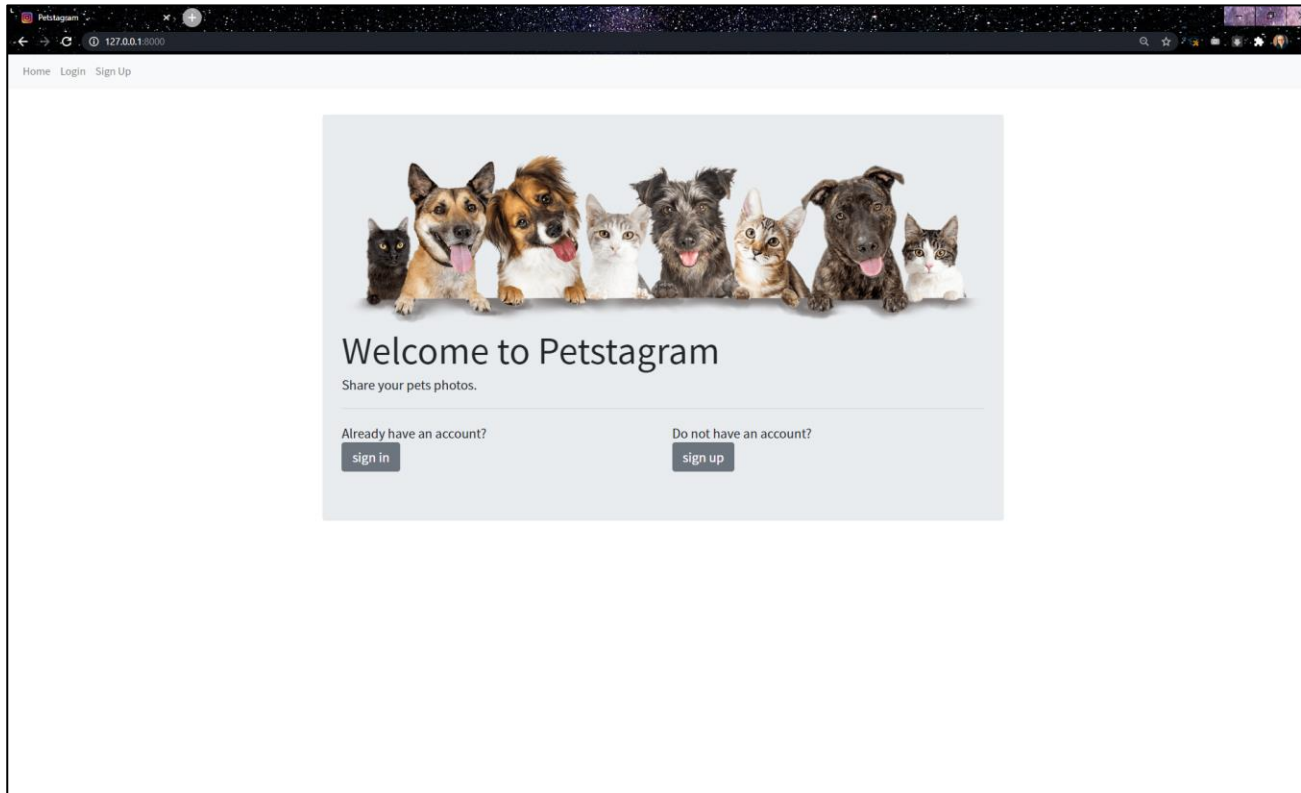 Petstagram
127.0.0.1:8000
Home Login Sign Up
Welcome to Petstagram
Share your pets photos.
Already have an account? Do not have an account?
sign in sign up